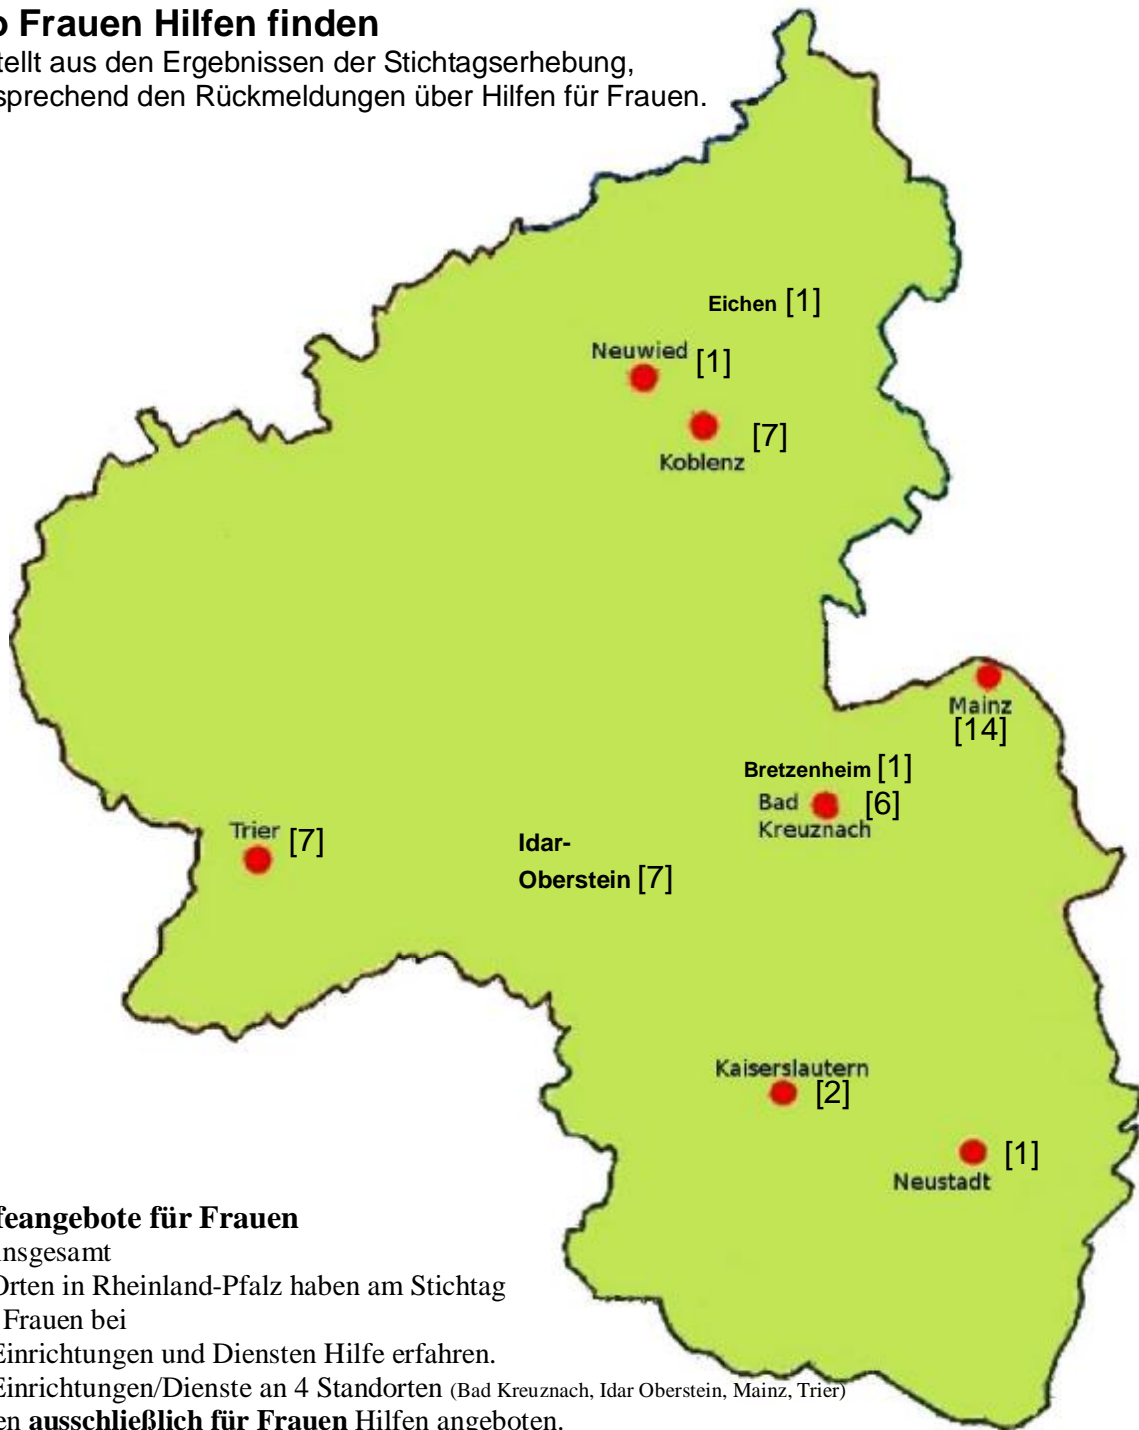 o Frauen Hilfen finden
tellt aus den Ergebnissen der Stichtagserhebung,
sprechend den Rückmeldungen über Hilfen für Frauen.
Eichen [1]
Neuwied [1]
[7]
Koblenz
Mainz
[14]
Bretzenheim [1]
Bad [6]
Kreuznach
Trier [7]
Idar-
Oberstein [7]
Kaiserslautern
[2]
[1]
Neustadt
feangebote für Frauen
insgesamt
Orten in Rheinland-Pfalz haben am Stichtag
Frauen bei
Einrichtungen und Diensten Hilfe erfahren.
Einrichtungen/Dienste an 4 Standorten (Bad Kreuznach, Idar Oberstein, Mainz, Trier)
en ausschließlich für Frauen Hilfen angeboten.